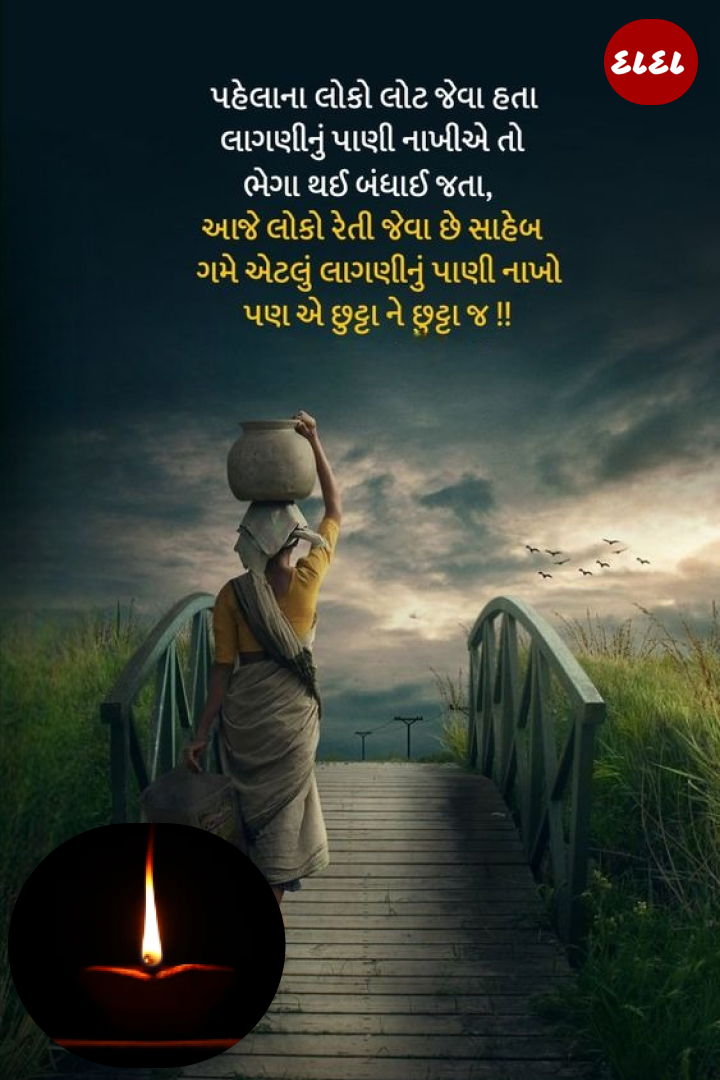 દાદા
પહેલાના લોકો લોટ જેવા હતા
લાગણીનું પાણી નાખીએ તો
ભેગા થઈ બંધાઈ જતા,
આજે લોકો રેતી જેવા છે સાહેબ
ગમે એટલું લાગણીનું પાણી નાખો
પણ એ છુટ્ટા ને છુટ્ટા જ !!